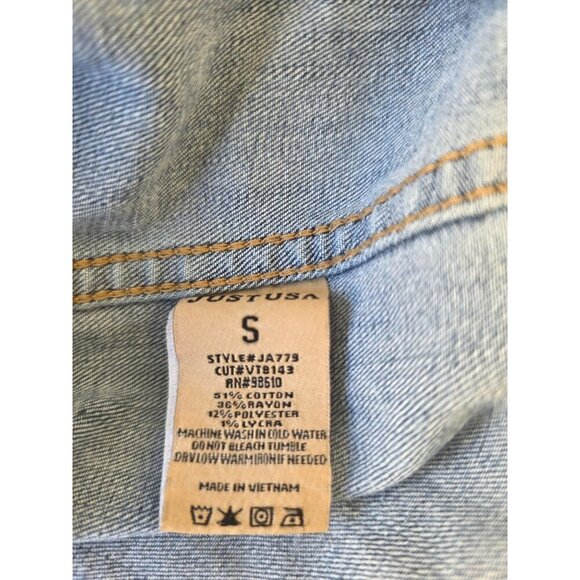 JUST USA
S
STYLE#JA779
CUT#VT8143
RN#98610
51% COTTON
36% RAYON
12% POLYESTER
1% LYCRA
MACHINE WASH IN COLD WATER
DO NOT BLEACH TUMBLE
DRY LOW WARM IRON IF NEEDED
MADE IN VIETNAM